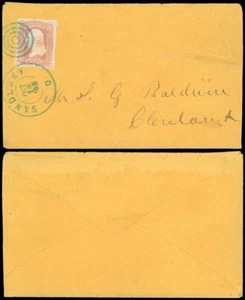 SANDUSKY O
Mr. S. G. Baldwin
Cleveland